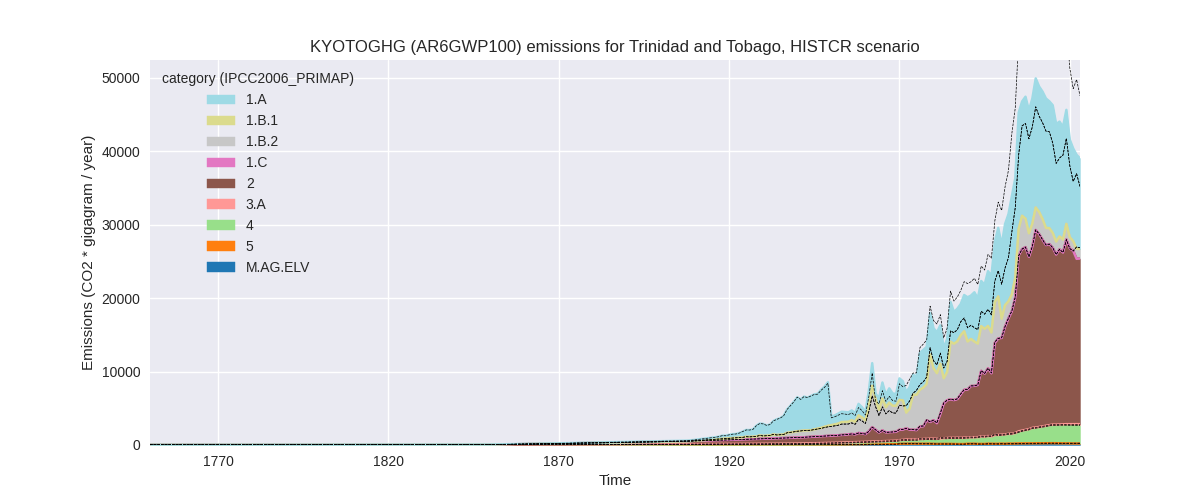 KYOTOGHG (AR6GWP100) emissions for Trinidad and Tobago, HISTCR scenario
Emissions (CO2 * gigagram / year)
50000
40000
30000
20000
10000
0
category (IPCC2006_PRIMAP)
1.A
1.B.1
1.B.2
1.C
2
3.A
4
5
M.AG.ELV
1770
1820
1870
1920
1970
2020
Time